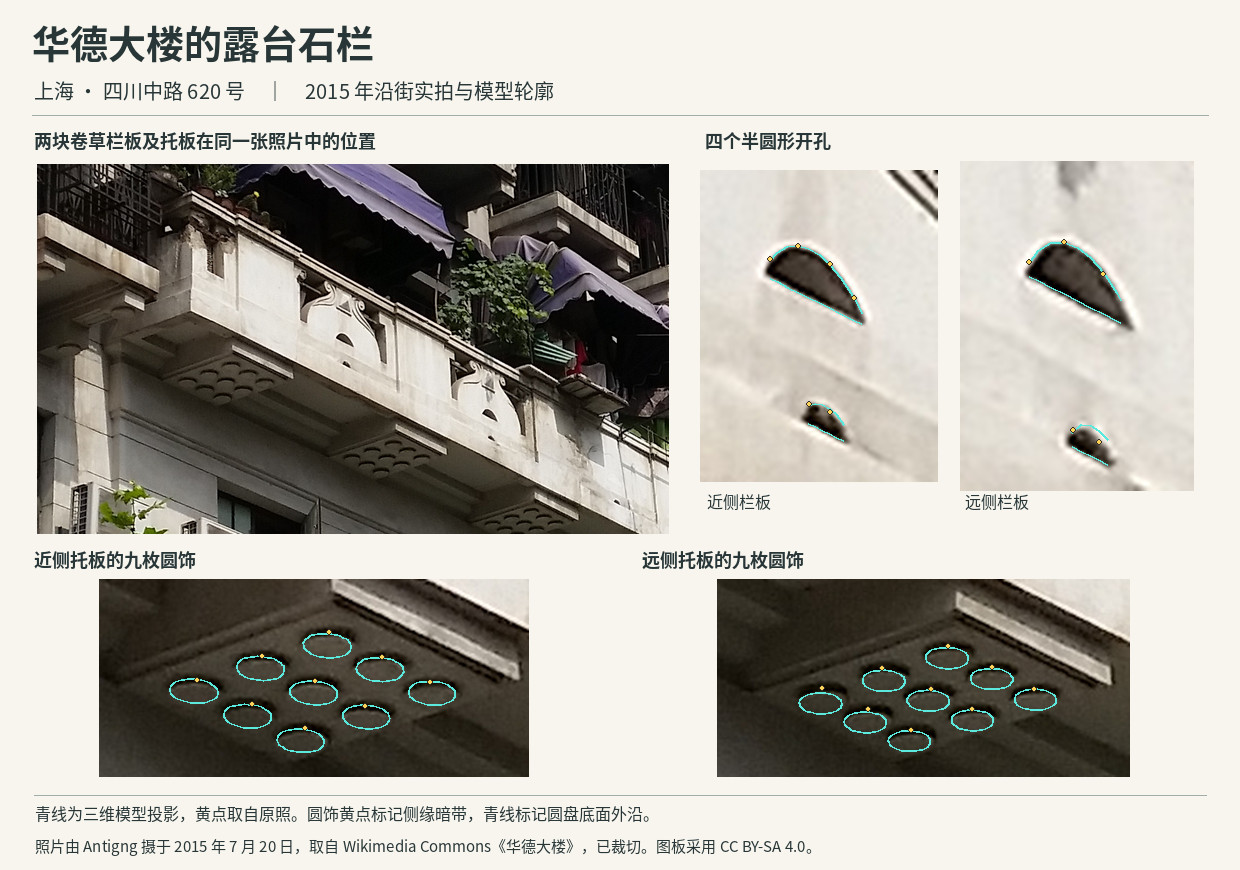 华德大楼的露台石栏
上海 · 四川中路 620 号 ｜ 2015 年沿街实拍与模型轮廓
两块卷草栏板及托板在同一张照片中的位置
四个半圆形开孔
近侧栏板
远侧栏板
近侧托板的九枚圆饰
远侧托板的九枚圆饰
青线为三维模型投影，黄点取自原照。圆饰黄点标记侧缘暗带，青线标记圆盘底面外沿。
照片由 Antigng 摄于 2015 年 7 月 20 日，取自 Wikimedia Commons《华德大楼》，已裁切。图板采用 CC BY-SA 4.0。